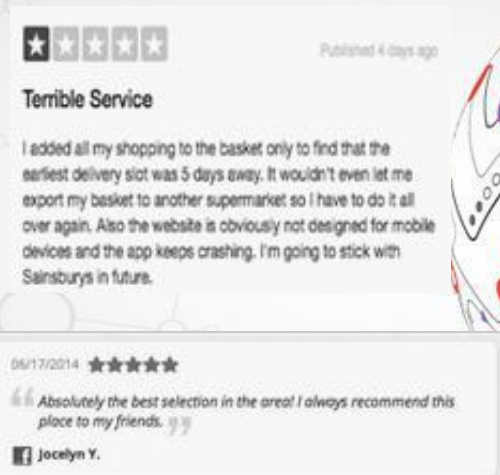 Published 4 days ago
Terrible Service
I added all my shopping to the basket only to find that the
earliest delivery slot was 5 days away. It wouldn't even let me
export my basket to another supermarket so I have to do it all
over again. Also the website is obviously not designed for mobile
devices and the app keeps crashing. I'm going to stick with
Sainsburys in future.
06/17/2014
“ Absolutely the best selection in the area! I always recommend this
place to my friends. ”
f Jocelyn Y.